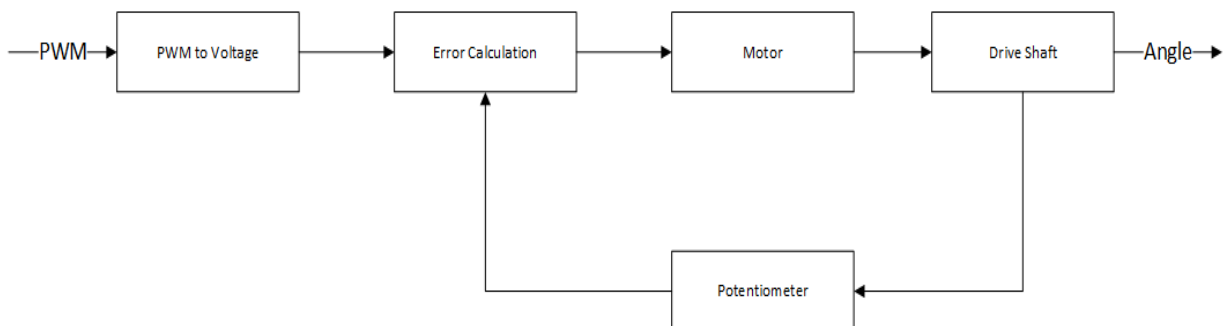 PWM
PWM to Voltage
Error Calculation
Motor
Drive Shaft
Angle
Potentiometer